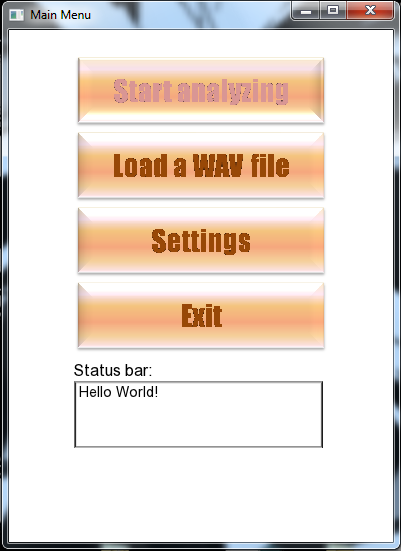 Main Menu
Start analyzing
Load a WAV file
Settings
Exit
Status bar:
Hello World!